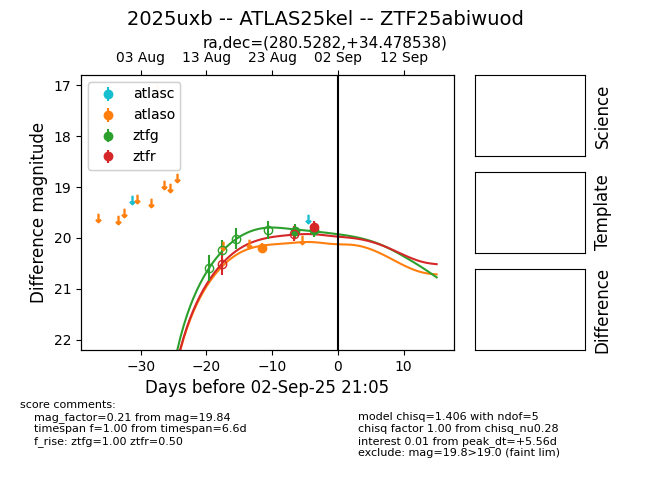 2025uxb -- ATLAS25kel -- ZTF25abiwuod
ra,dec=(280.5282,+34.478538)
03 Aug 13 Aug 23 Aug 02 Sep 12 Sep
atlasc
atlaso
ztfg
ztfr
17
18
19
20
21
22
Difference magnitude
−30 −20 −10 0 10
Days before 02-Sep-25 21:05
Science
Template
Difference
score comments:
mag_factor=0.21 from mag=19.84
timespan f=1.00 from timespan=6.6d
f_rise: ztfg=1.00 ztfr=0.50
model chisq=1.406 with ndof=5
chisq factor 1.00 from chisq_nu0.28
interest 0.01 from peak_dt=+5.56d
exclude: mag=19.8>19.0 (faint lim)